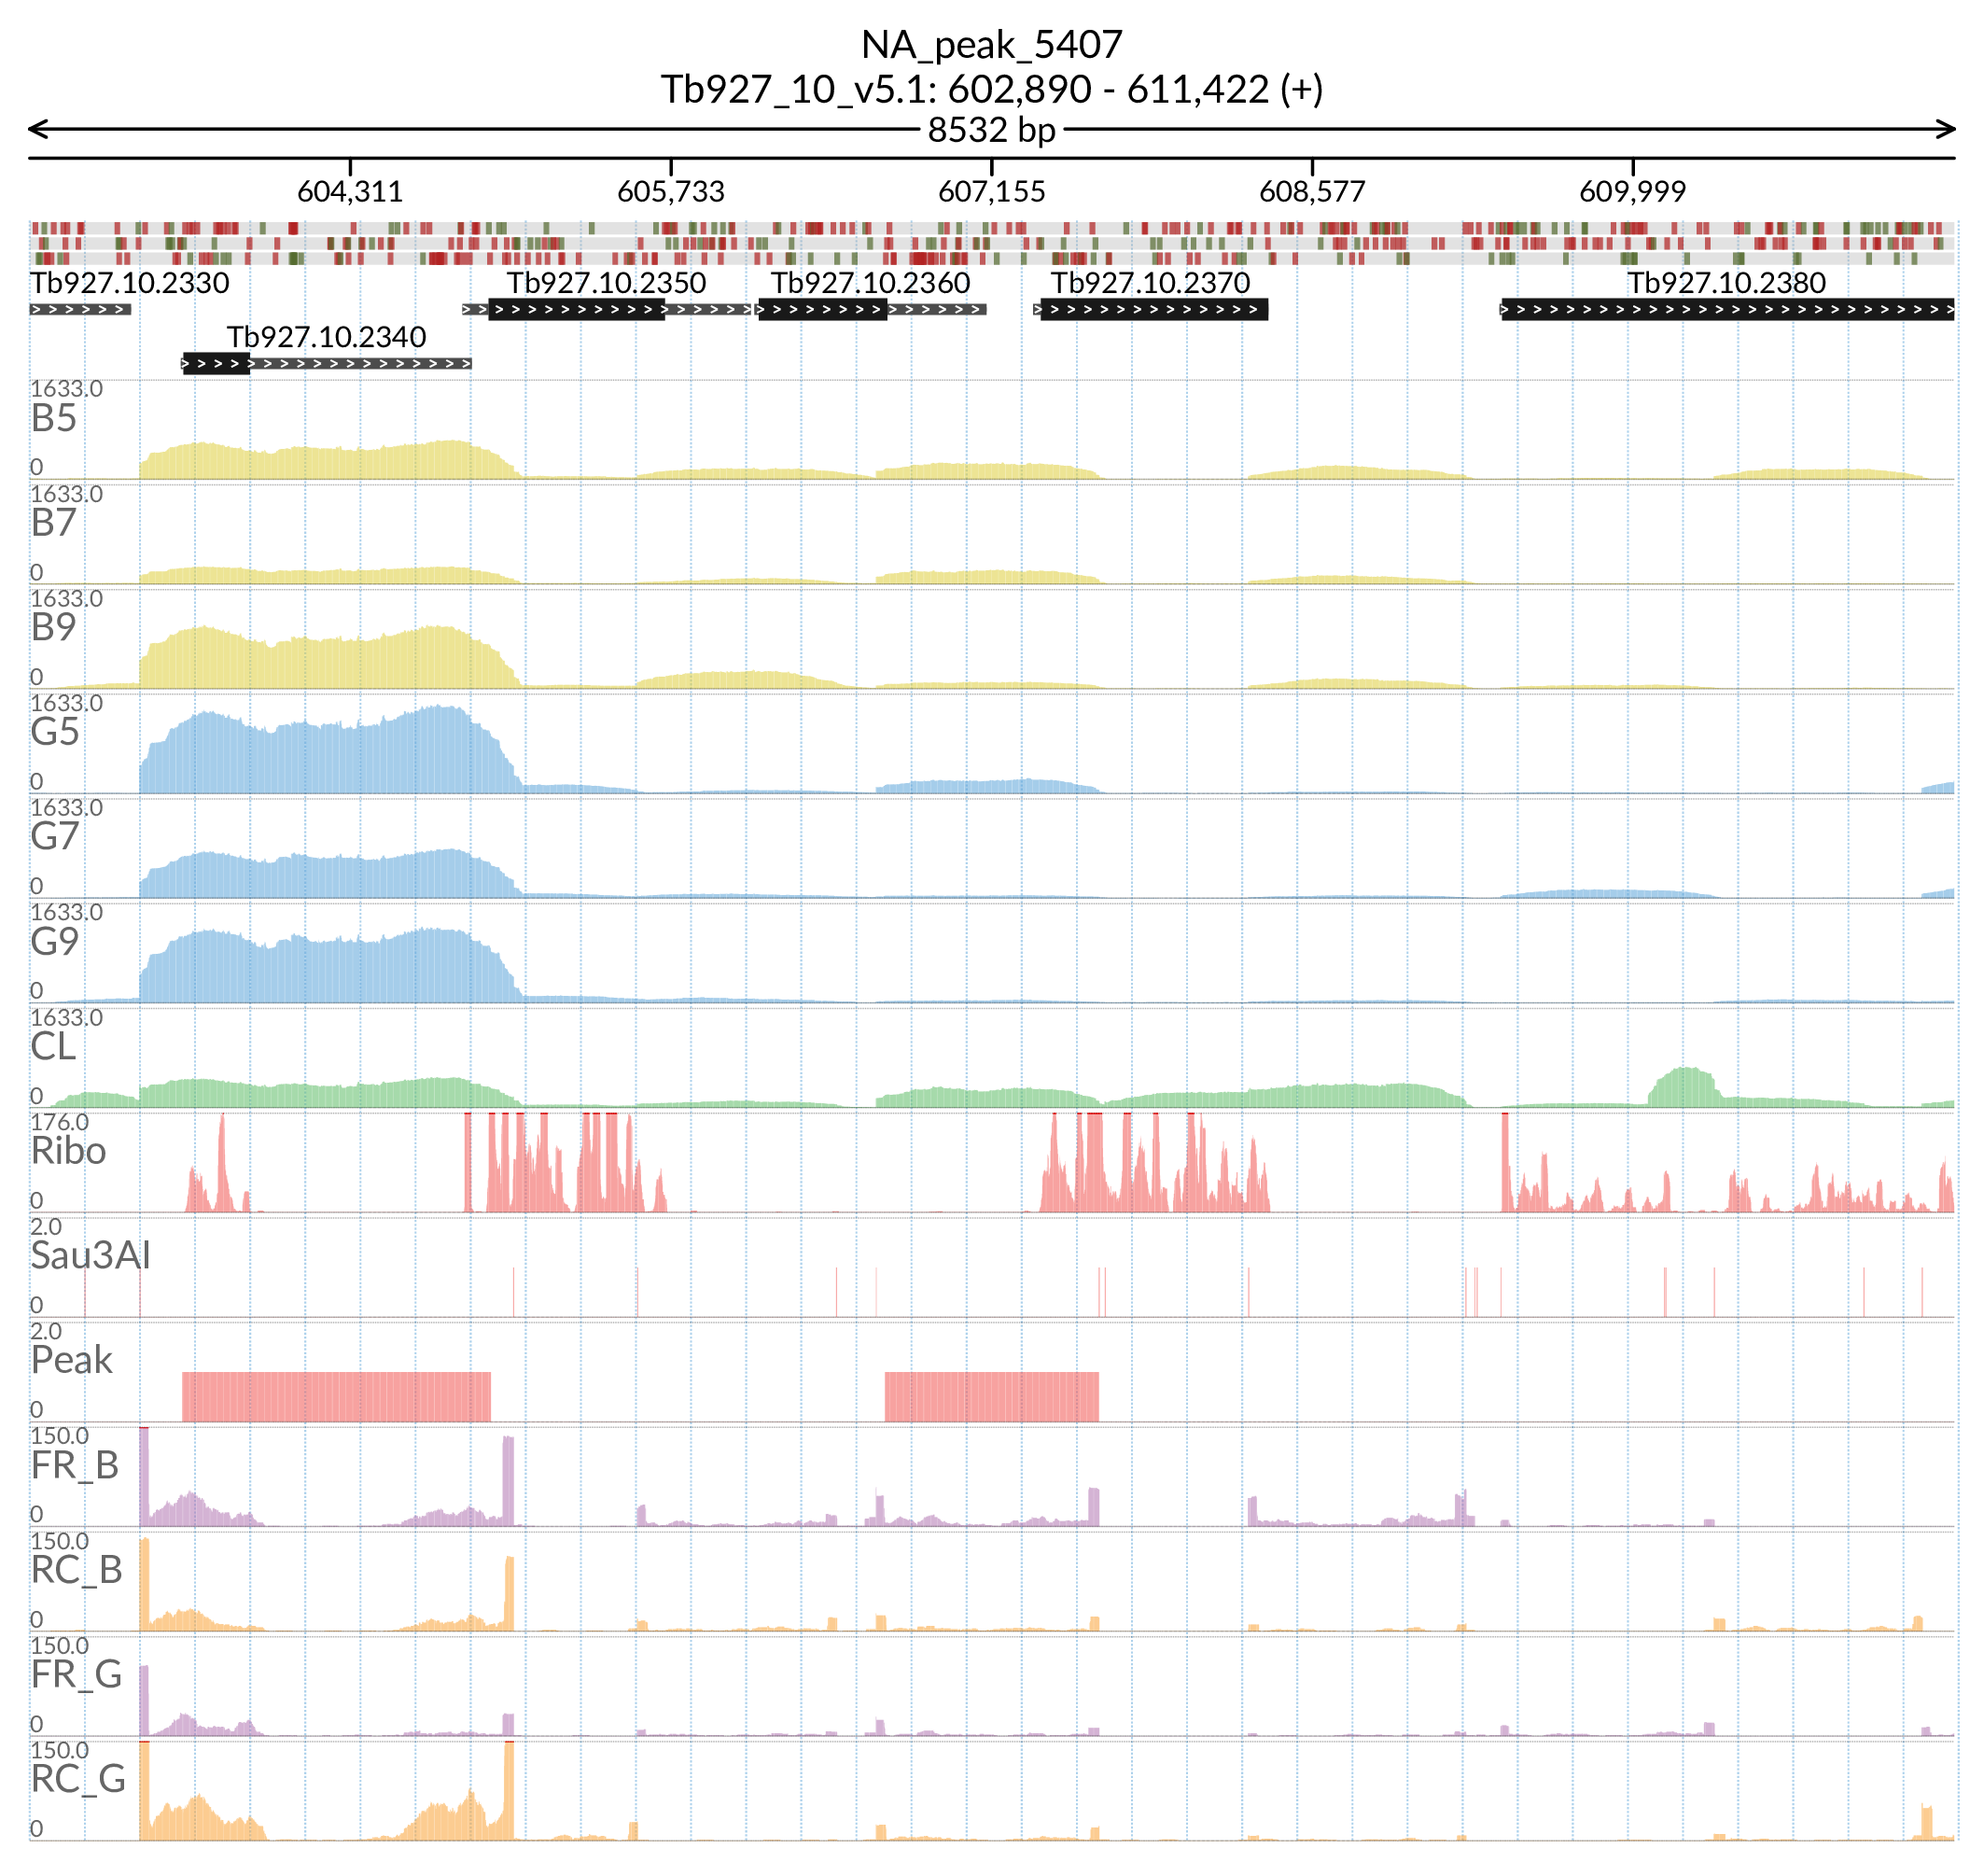 NA_peak_5407
Tb927_10_v5.1: 602,890 - 611,422 (+)
8532 bp
604,311 605,733 607,155 608,577 609,999
Tb927.10.2330 Tb927.10.2350 Tb927.10.2360 Tb927.10.2370 Tb927.10.2380
Tb927.10.2340
1633.0
B5
0
1633.0
B7
0
1633.0
B9
0
1633.0
G5
0
1633.0
G7
0
1633.0
G9
0
1633.0
CL
0
176.0
Ribo
0
2.0
Sau3AI
0
2.0
Peak
0
150.0
FR_B
0
150.0
RC_B
0
150.0
FR_G
0
150.0
RC_G
0